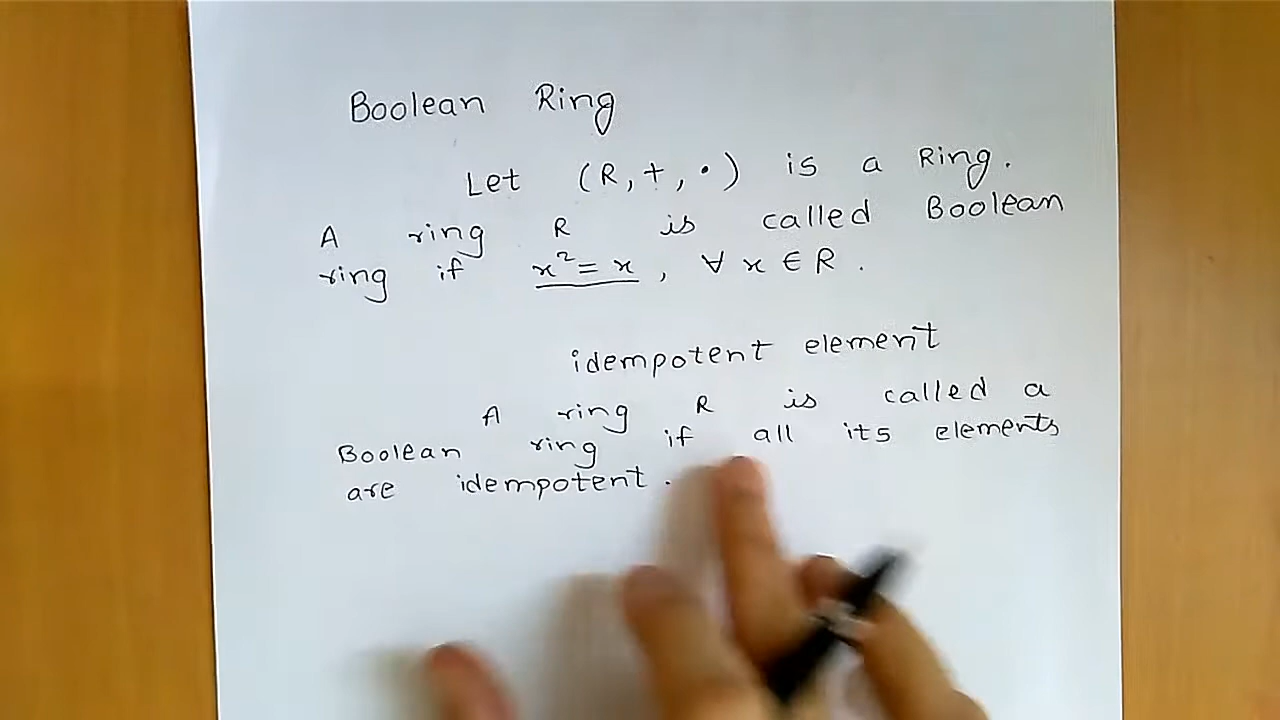 Boolean Ring
Let (R, +, •) is a Ring.
A ring R is called Boolean
ring if x² = x, ∀ x ∈ R.
idempotent element
A ring R is called a
Boolean ring if all its elements
are idempotent.